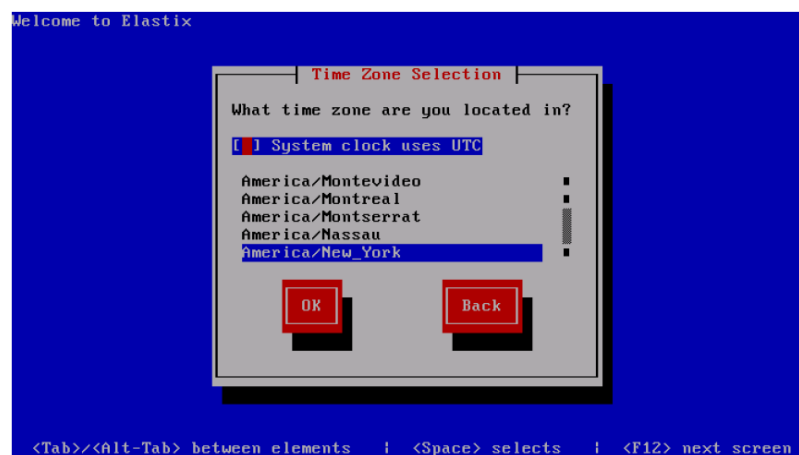 Welcome to Elastix
Time Zone Selection
What time zone are you located in?
[ ] System clock uses UTC
America/Montevideo
America/Montreal
America/Montserrat
America/Nassau
America/New_York
OK
Back
<Tab>/<Alt-Tab> between elements | <Space> selects | <F12> next screen